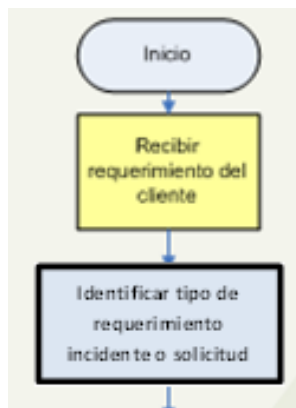 Inicio
Recibir
requerimiento del
cliente
Identificar tipo de
requerimiento
incidente o solicitud